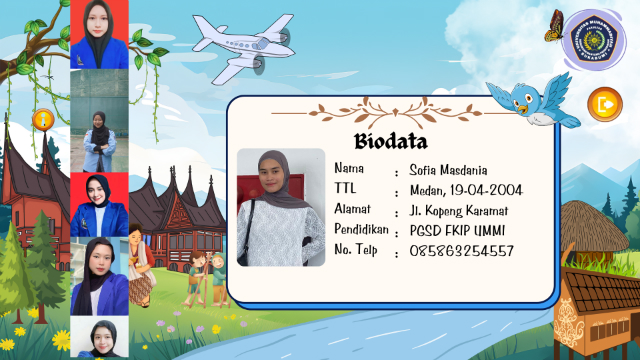 Biodata
Nama : Sofia Masdania
TTL : Medan, 19-04-2004
Alamat : Jl. Kopeng Karamat
Pendidikan : PGSD FKIP UMMI
No. Telp : 085863254557